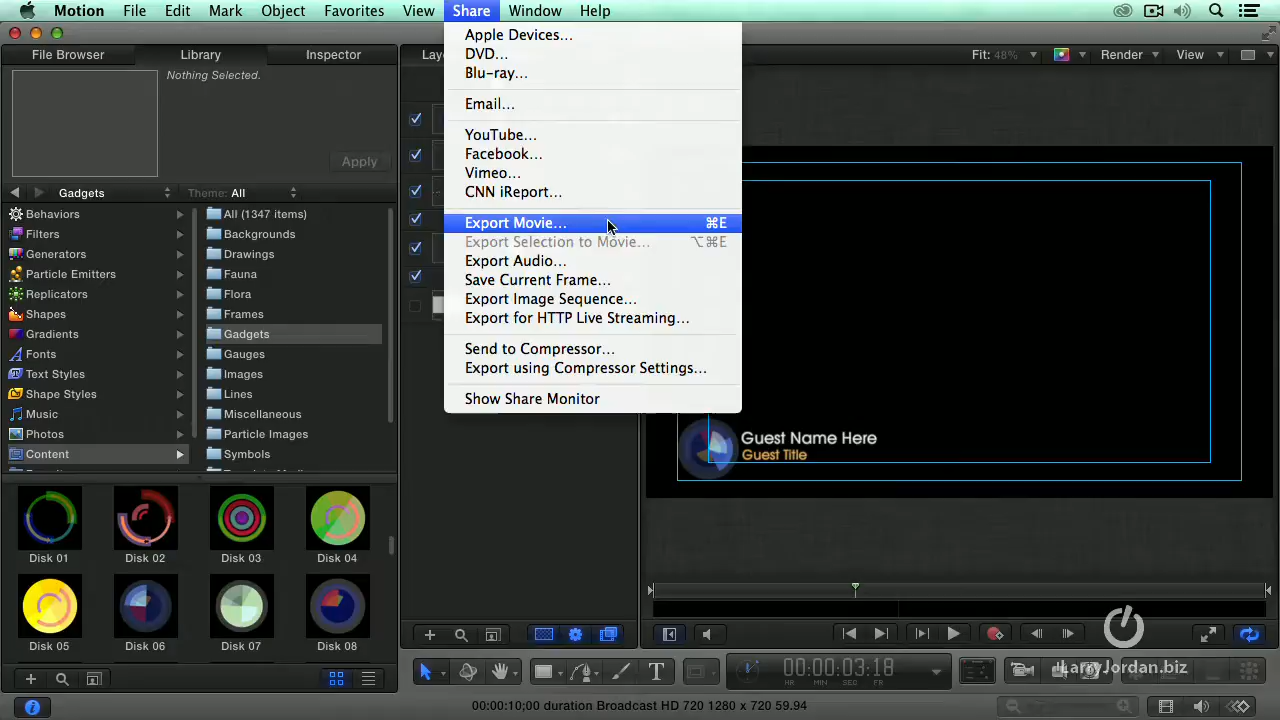 Motion File Edit Mark Object Favorites View Share Window Help
File Browser Library Inspector
Nothing Selected.
Apply
Gadgets Theme: All
Behaviors
Filters
Generators
Particle Emitters
Replicators
Shapes
Gradients
Fonts
Text Styles
Shape Styles
Music
Photos
Content
All (1347 items)
Backgrounds
Drawings
Fauna
Flora
Frames
Gadgets
Gauges
Images
Lines
Miscellaneous
Particle Images
Symbols
Disk 01 Disk 02 Disk 03 Disk 04
Disk 05 Disk 06 Disk 07 Disk 08
Apple Devices...
DVD...
Blu-ray...
Email...
YouTube...
Facebook...
Vimeo...
CNN iReport...
Export Movie... ⌘E
Export Selection to Movie... ⌥⌘E
Export Audio...
Save Current Frame...
Export Image Sequence...
Export for HTTP Live Streaming...
Send to Compressor...
Export using Compressor Settings...
Show Share Monitor
Fit: 48% Render View
Guest Name Here
Guest Title
00:00:03:18
HR MIN SEC FR
LarryJordan.biz
00:00:10;00 duration Broadcast HD 720 1280 x 720 59.94